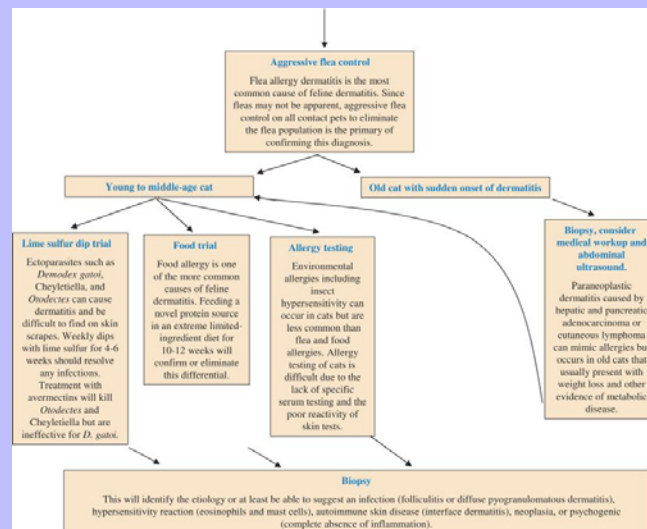 Aggressive flea control
Flea allergy dermatitis is the most
common cause of feline dermatitis. Since
fleas may not be apparent, aggressive flea
control on all contact pets to eliminate
the flea population is the primary of
confirming this diagnosis.
Young to middle-age cat
Old cat with sudden onset of dermatitis
Lime sulfur dip trial
Ectoparasites such as
Demodex gatoi,
Cheyletiella, and
Otodectes can cause
dermatitis and be
difficult to find on skin
scrapes. Weekly dips
with lime sulfur for 4-6
weeks should resolve
any infections.
Treatment with
avermectins will kill
Otodectes and
Cheyletiella but are
ineffective for D. gatoi.
Food trial
Food allergy is one
of the more common
causes of feline
dermatitis. Feeding a
novel protein source
in an extreme limited-
ingredient diet for
10-12 weeks will
confirm or eliminate
this differential.
Allergy testing
Environmental
allergies including
insect
hypersensitivity can
occur in cats but are
less common than
flea and food
allergies. Allergy
testing of cats is
difficult due to the
lack of specific
serum testing and the
poor reactivity of
skin tests.
Biopsy, consider
medical workup and
abdominal
ultrasound.
Paraneoplastic
dermatitis caused by
hepatic and pancreatic
adenocarcinoma or
cutaneous lymphoma
can mimic allergies but
occurs in old cats that
usually present with
weight loss and other
evidence of metabolic
disease.
Biopsy
This will identify the etiology or at least be able to suggest an infection (folliculitis or diffuse pyogranulomatous dermatitis),
hypersensitivity reaction (eosinophils and mast cells), autoimmune skin disease (interface dermatitis), neoplasia, or psychogenic
(complete absence of inflammation).